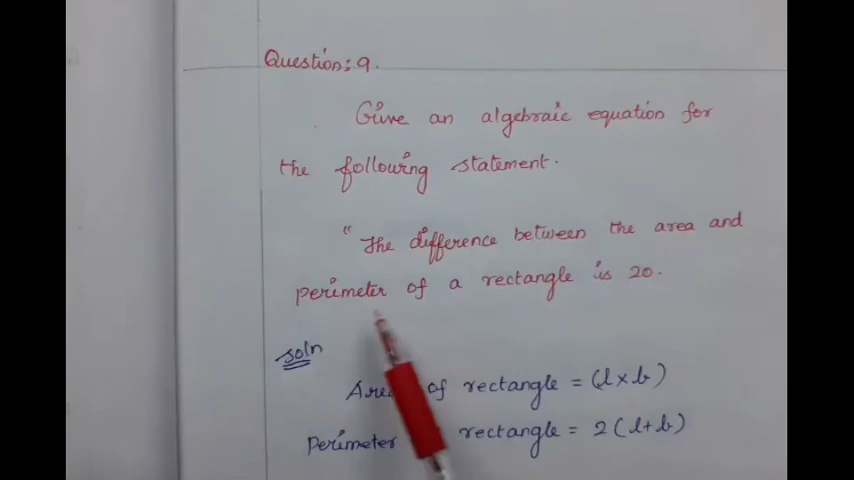 Question: 9.
Give an algebraic equation for
the following statement.
" The difference between the area and
perimeter of a rectangle is 20.
soln
Area of rectangle = (l×b)
Perimeter rectangle = 2(l+b)